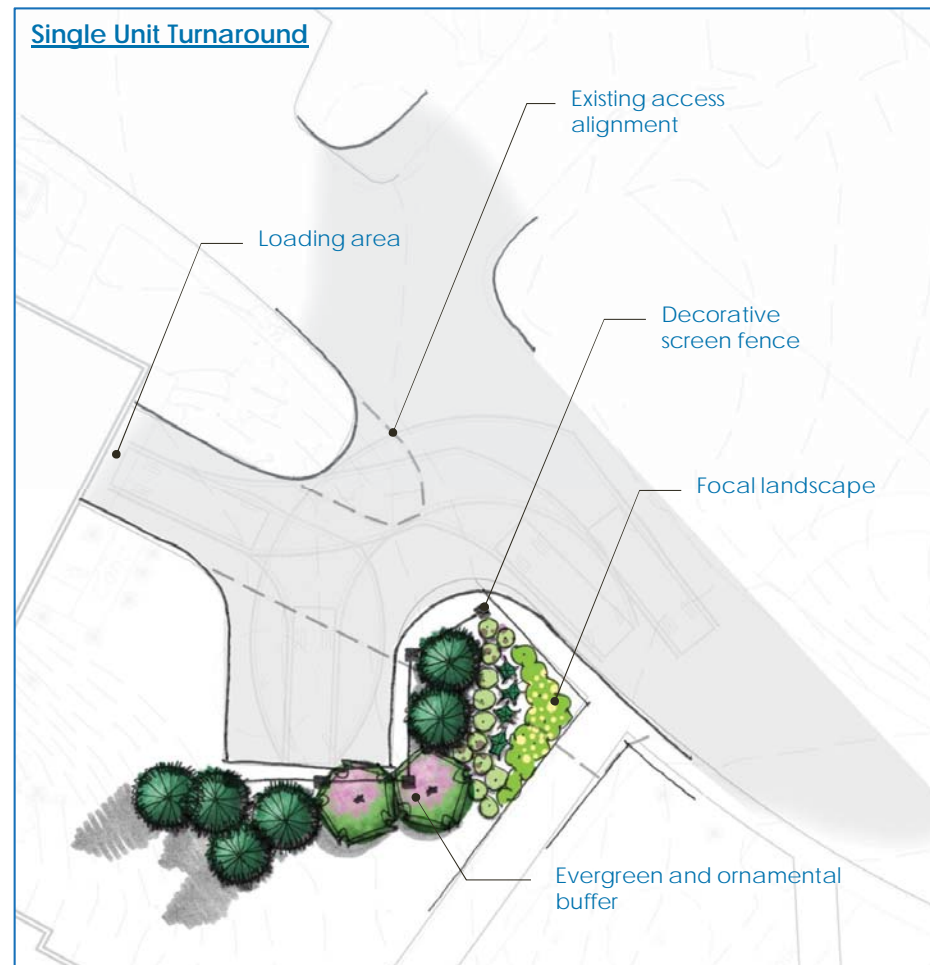 Single Unit Turnaround
Existing access
alignment
Loading area
Decorative
screen fence
Focal landscape
Evergreen and ornamental
buffer